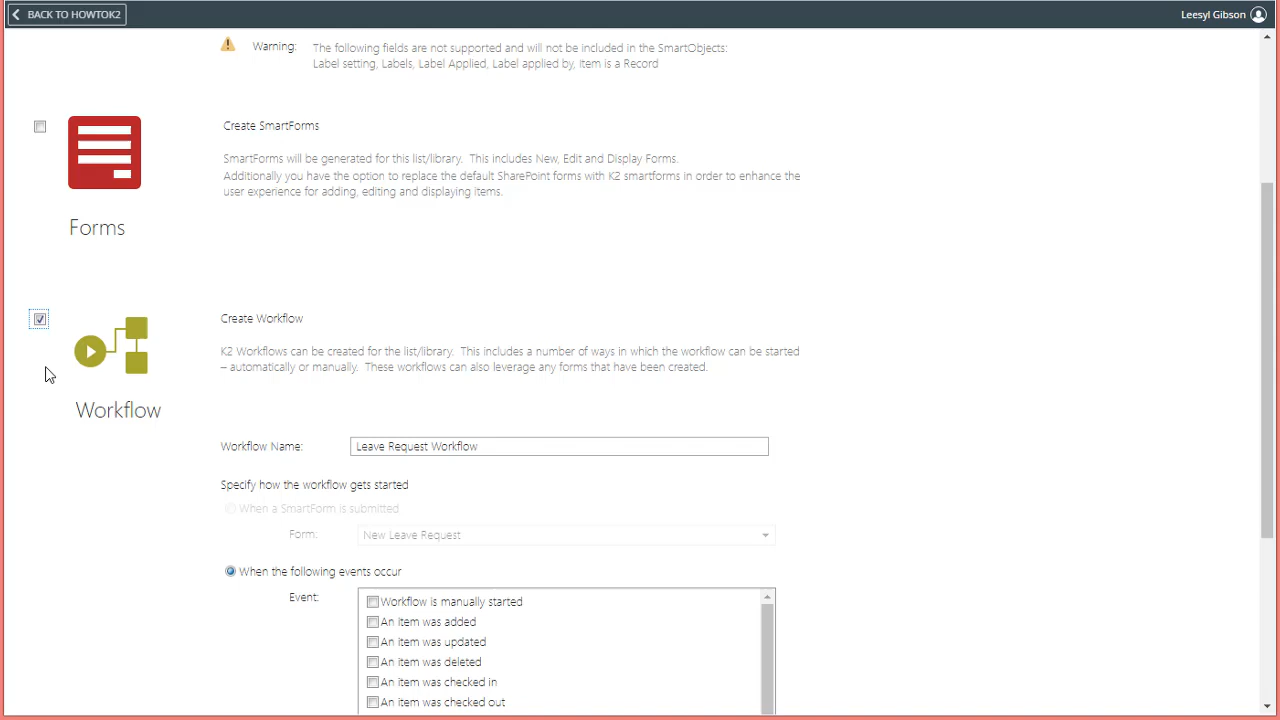 BACK TO HOWTOK2
Leesyl Gibson
Warning:
The following fields are not supported and will not be included in the SmartObjects:
Label setting, Labels, Label Applied, Label applied by, Item is a Record
Create SmartForms
SmartForms will be generated for this list/library. This includes New, Edit and Display Forms.
Additionally you have the option to replace the default SharePoint forms with K2 smartforms in order to enhance the
user experience for adding, editing and displaying items.
Forms
Create Workflow
K2 Workflows can be created for the list/library. This includes a number of ways in which the workflow can be started
– automatically or manually. These workflows can also leverage any forms that have been created.
Workflow
Workflow Name:
Leave Request Workflow
Specify how the workflow gets started
When a SmartForm is submitted
Form:
New Leave Request
When the following events occur
Event:
Workflow is manually started
An item was added
An item was updated
An item was deleted
An item was checked in
An item was checked out